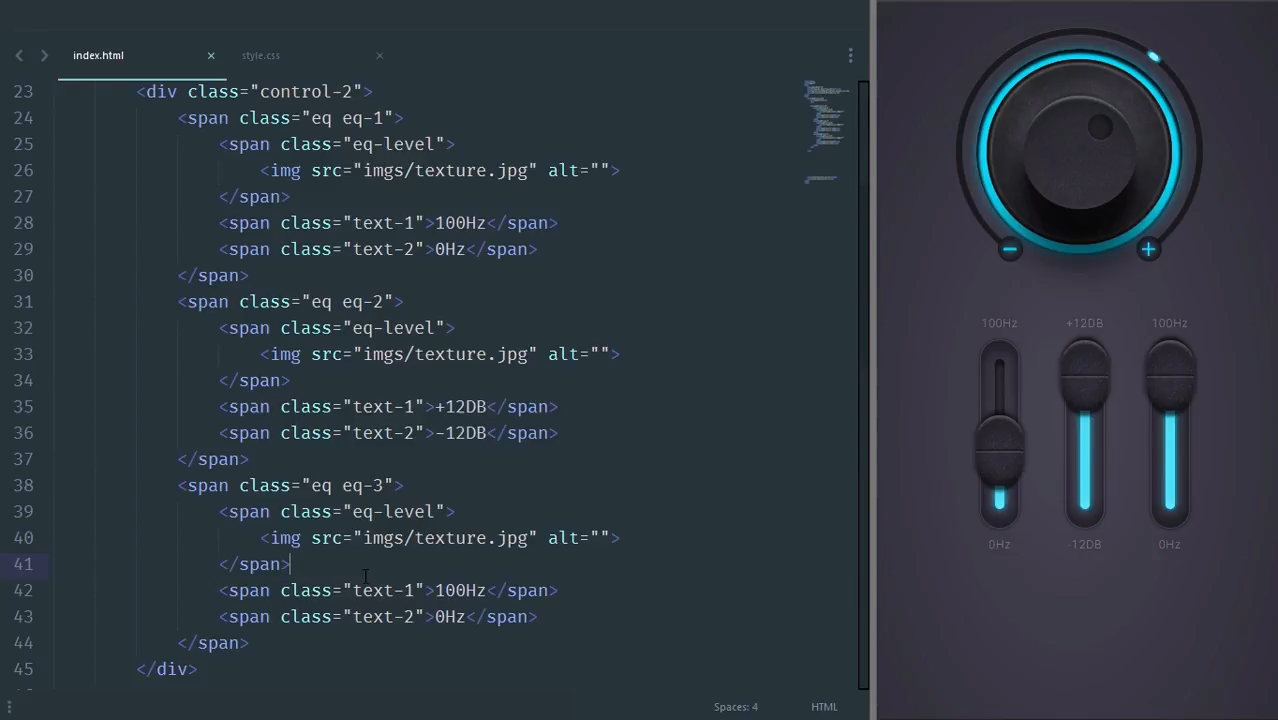 index.html
style.css
23 <div class="control-2">
24 <span class="eq eq-1">
25 <span class="eq-level">
26 <img src="imgs/texture.jpg" alt="">
27 </span>
28 <span class="text-1">100Hz</span>
29 <span class="text-2">0Hz</span>
30 </span>
31 <span class="eq eq-2">
32 <span class="eq-level">
33 <img src="imgs/texture.jpg" alt="">
34 </span>
35 <span class="text-1">+12DB</span>
36 <span class="text-2">-12DB</span>
37 </span>
38 <span class="eq eq-3">
39 <span class="eq-level">
40 <img src="imgs/texture.jpg" alt="">
41 </span>
42 <span class="text-1">100Hz</span>
43 <span class="text-2">0Hz</span>
44 </span>
45 </div>
Spaces: 4 HTML
100Hz +12DB 100Hz
0Hz -12DB 0Hz